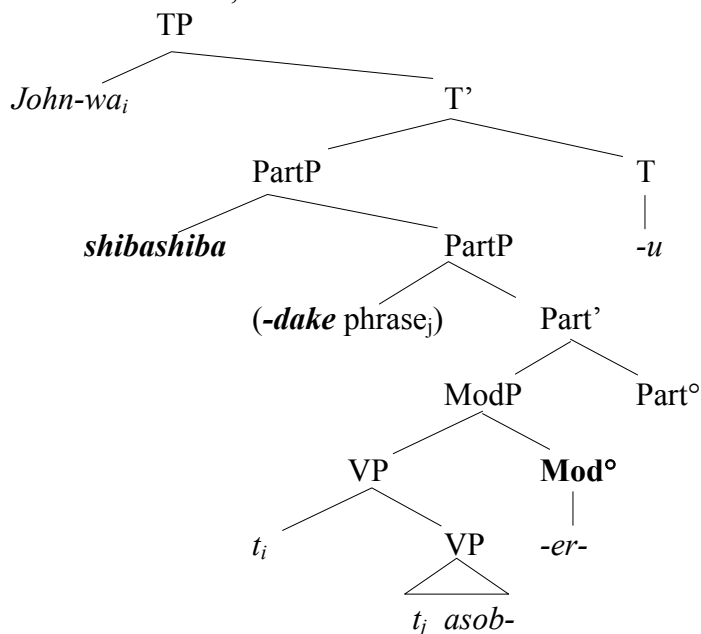 TP
John-waᵢ T’
PartP T
shibashiba PartP -u
(-dake phraseⱼ) Part’
ModP Part°
VP Mod°
tᵢ VP -er-
tⱼ asob-